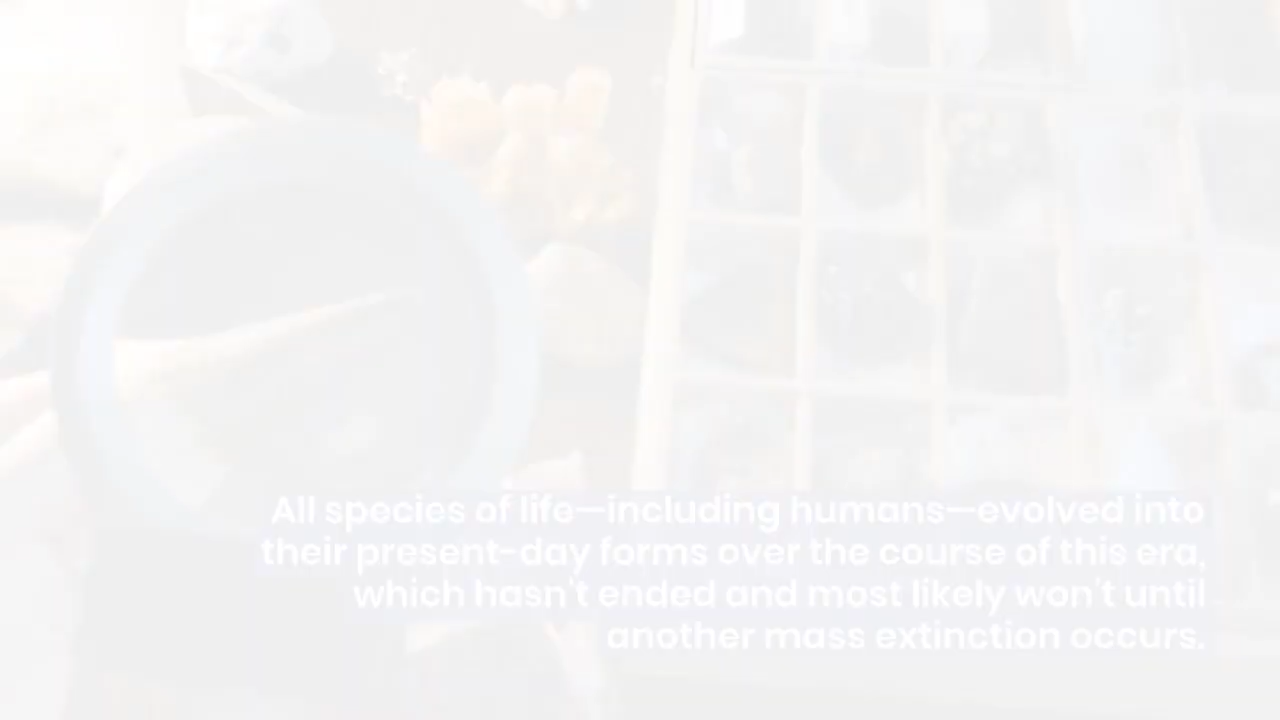 All species of life—including humans—evolved into
their present-day forms over the course of this era,
which hasn't ended and most likely won't until
another mass extinction occurs.